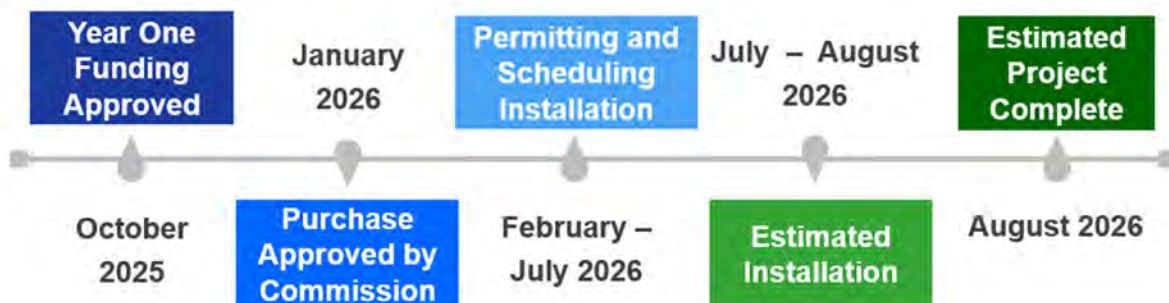 Year One
Funding
Approved
October
2025
January
2026
Purchase
Approved by
Commission
Permitting and
Scheduling
Installation
February –
July 2026
July – August
2026
Estimated
Installation
Estimated
Project
Complete
August 2026